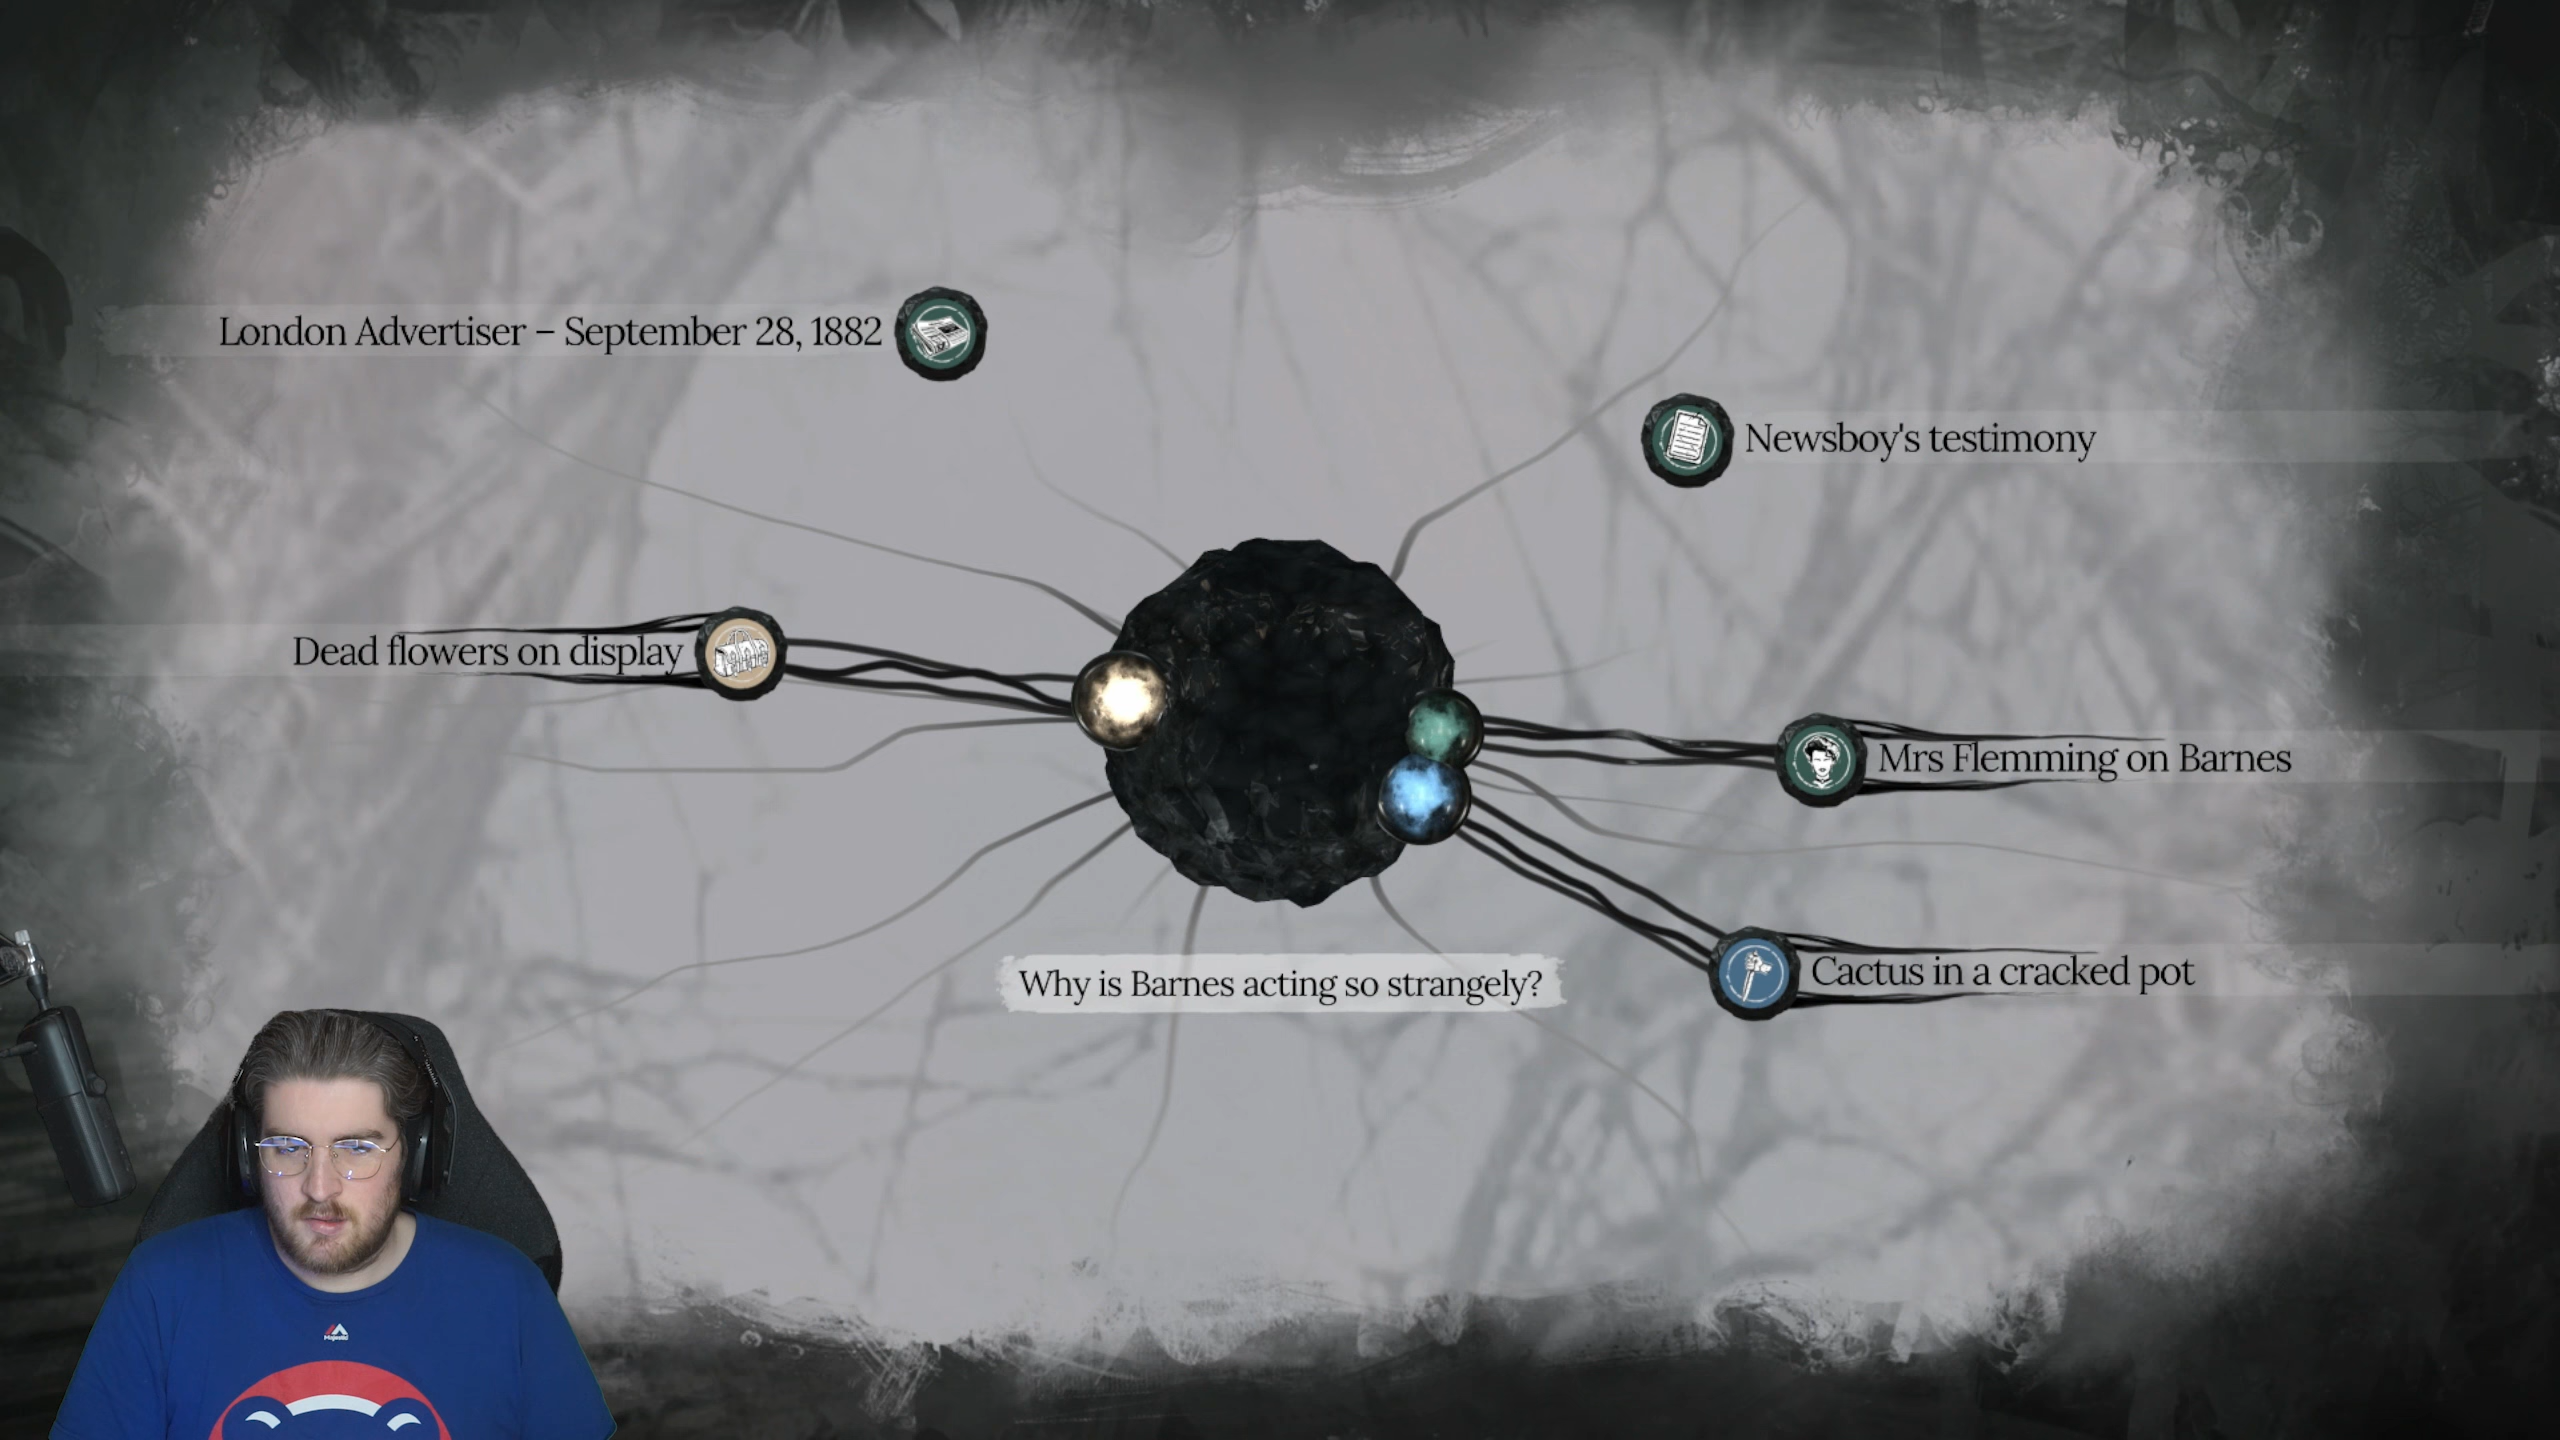 London Advertiser – September 28, 1882
Newsboy's testimony
Dead flowers on display
Mrs Flemming on Barnes
Cactus in a cracked pot
Why is Barnes acting so strangely?
Majestic